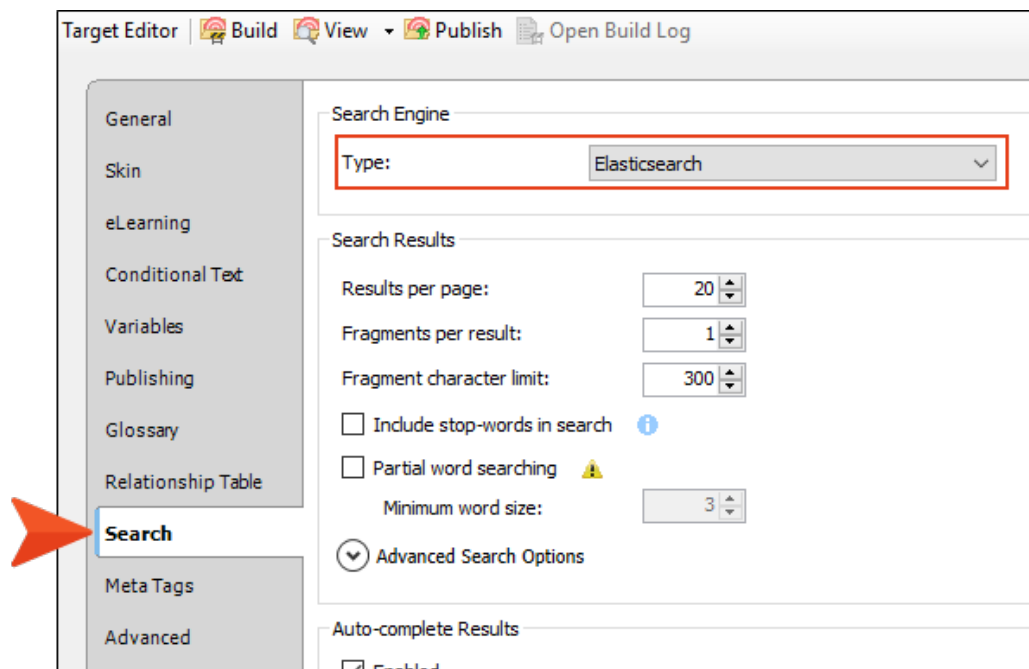 Target Editor Build View Publish Open Build Log
General
Skin
eLearning
Conditional Text
Variables
Publishing
Glossary
Relationship Table
Search
Meta Tags
Advanced
Search Engine
Type: Elasticsearch
Search Results
Results per page: 20
Fragments per result: 1
Fragment character limit: 300
Include stop-words in search
Partial word searching
Minimum word size: 3
Advanced Search Options
Auto-complete Results
Enabled